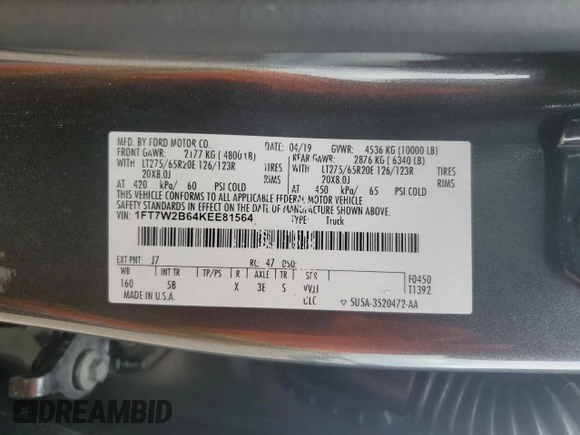 MFD. BY FORD MOTOR CO. DATE: 04/19 GVWR: 4536 KG (10000 LB)
FRONT GAWR: 2177 KG (4800 LB) REAR GAWR: 2876 KG (6340 LB)
WITH LT275/65R20E 126/123R TIRES WITH LT275/65R20E 126/123R TIRES
20X8.0J RIMS 20X8.0J RIMS
AT 420 kPa/ 60 PSI COLD AT 450 kPa/ 65 PSI COLD
THIS VEHICLE CONFORMS TO ALL APPLICABLE FEDERAL MOTOR VEHICLE
SAFETY STANDARDS IN EFFECT ON THE DATE OF MANUFACTURE SHOWN ABOVE.
VIN: 1FT7W2B64KEE81564 TYPE: Truck
EXT PNT: J7 RC: 47 DSO:
WB INT TR TP/PS R AXLE TR S
160 5B X 3E S
MADE IN U.S.A.
F0450
T1392
▽ 5U5A-3520472-AA
DREAMBID